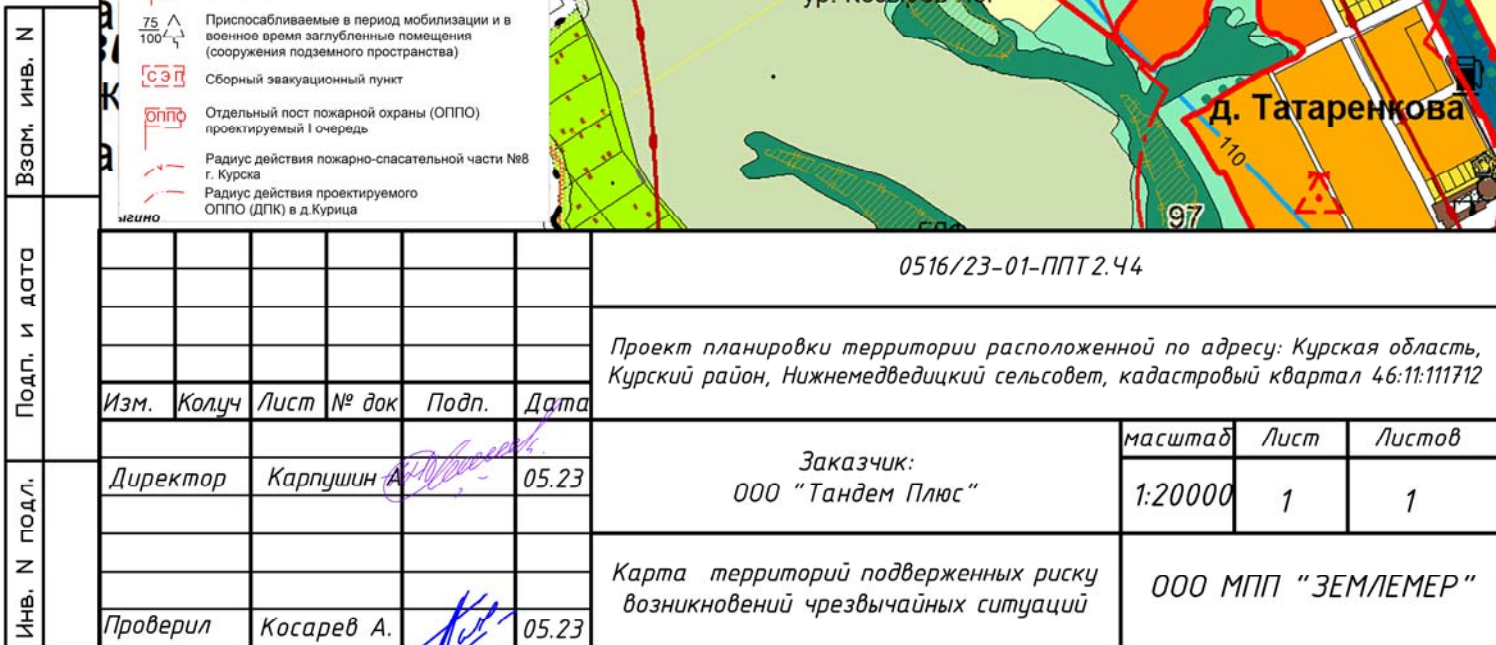 75
100
Приспосабливаемые в период мобилизации и в
военное время заглубленные помещения
(сооружения подземного пространства)
СЭП
Сборный эвакуационный пункт
ОППО
Отдельный пост пожарной охраны (ОППО)
проектируемый I очередь
Радиус действия пожарно-спасательной части №8
г. Курска
Радиус действия проектируемого
ОППО (ДПК) в д.Курица
д. Татаренкова
110
97
Взам. инв. N
Подп. и дата
Инв. N подл.
0516/23-01-ППТ2.Ч4
Проект планировки территории расположенной по адресу: Курская область,
Курский район, Нижнемедведицкий сельсовет, кадастровый квартал 46:11:111712
Изм. Кол.уч Лист № док Подп. Дата
Директор Карпушин А 05.23
Заказчик:
ООО "Тандем Плюс"
масштаб Лист Листов
1:20000 1 1
Карта территорий подверженных риску
возникновений чрезвычайных ситуаций
ООО МПП "ЗЕМЛЕМЕР"
Проверил Косарев А. 05.23